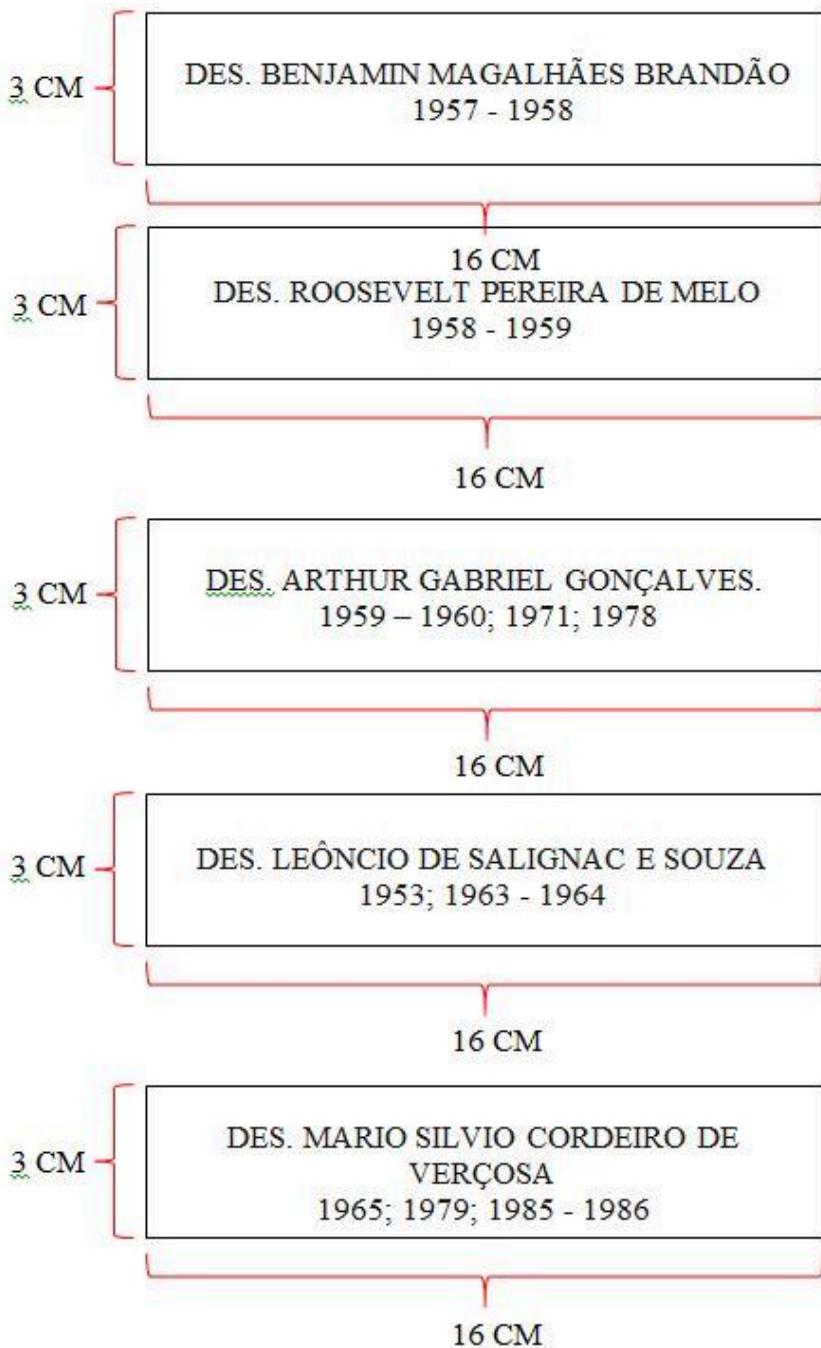 3 CM
DES. BENJAMIN MAGALHÃES BRANDÃO
1957 - 1958
16 CM
3 CM
DES. ROOSEVELT PEREIRA DE MELO
1958 - 1959
16 CM
3 CM
DES. ARTHUR GABRIEL GONÇALVES.
1959 – 1960; 1971; 1978
16 CM
3 CM
DES. LEÔNCIO DE SALIGNAC E SOUZA
1953; 1963 - 1964
16 CM
3 CM
DES. MARIO SILVIO CORDEIRO DE
VERÇOSA
1965; 1979; 1985 - 1986
16 CM